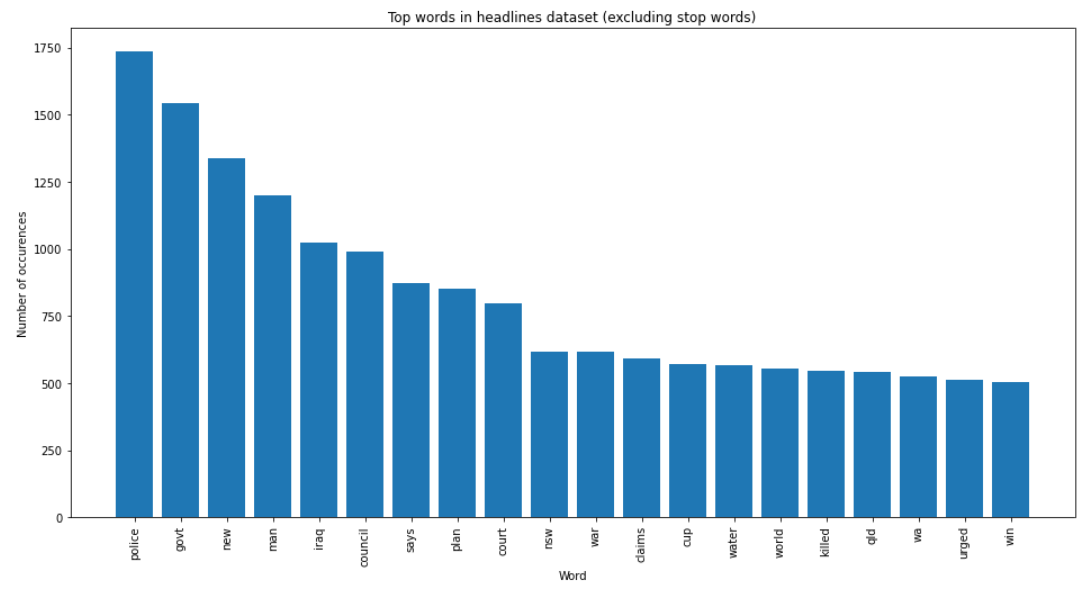 Top words in headlines dataset (excluding stop words)
1750
1500
1250
1000
750
500
250
0
Number of occurences
police
govt
new
man
iraq
council
says
plan
court
nsw
war
claims
cup
water
world
killed
qld
wa
urged
win
Word